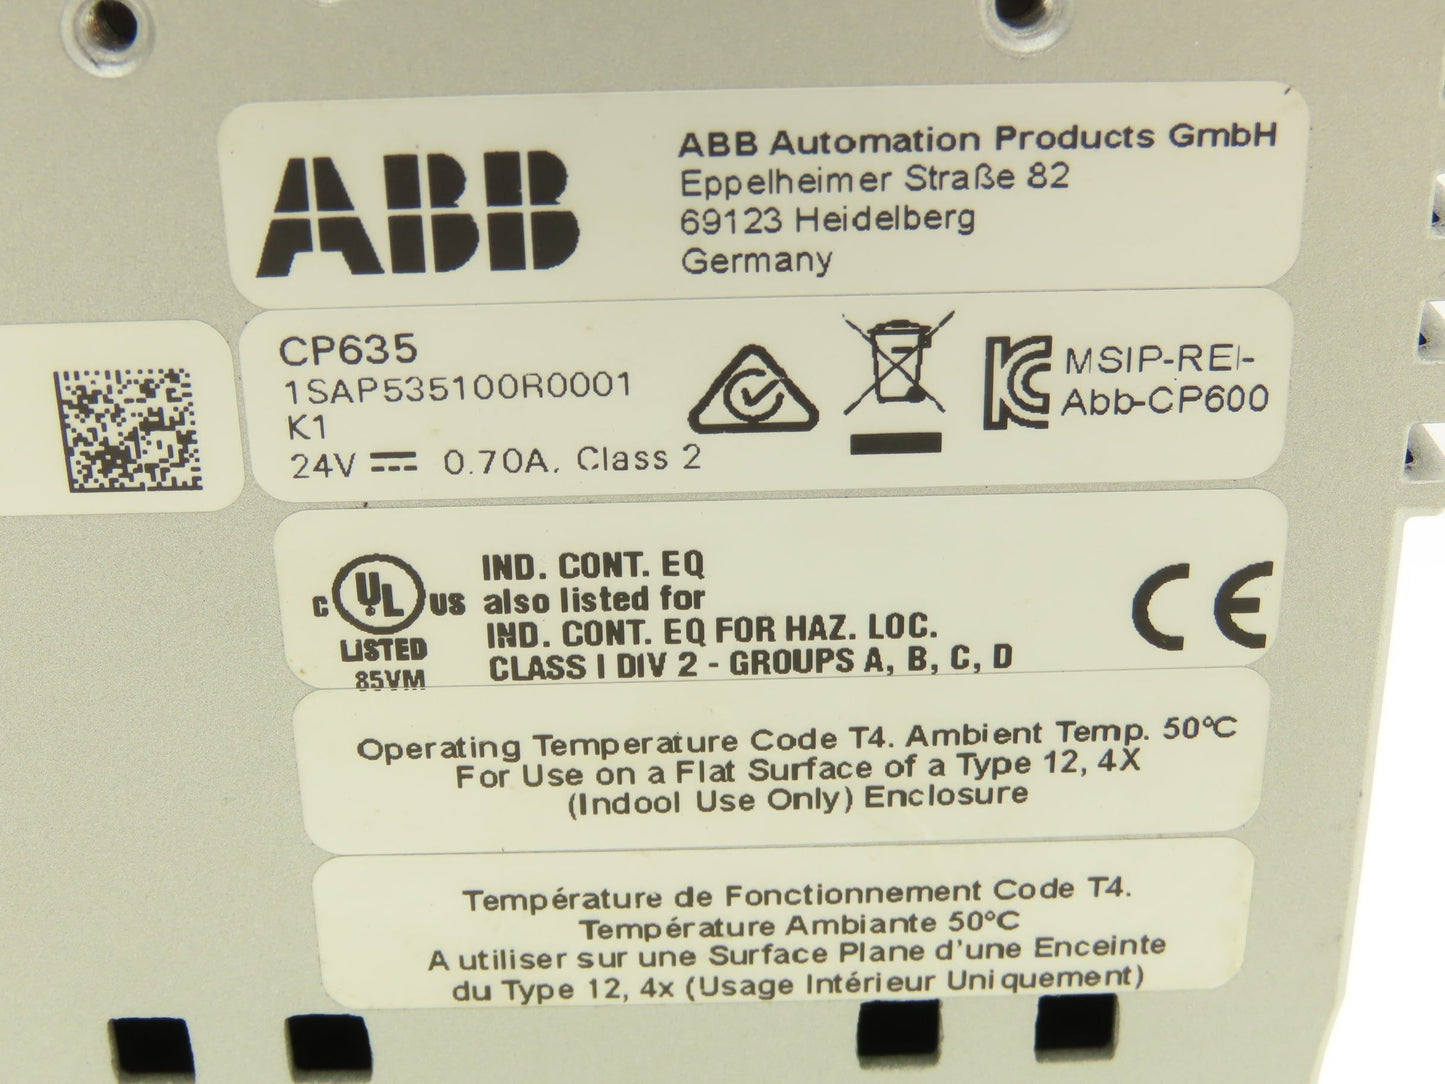 ABB
ABB Automation Products GmbH
Eppelheimer Straße 82
69123 Heidelberg
Germany
CP635
1SAP535100R0001
K1
24V ⎓ 0.70A, Class 2
MSIP-REI-
Abb-CP600
C UL US
LISTED
85VM
IND. CONT. EQ
also listed for
IND. CONT. EQ FOR HAZ. LOC.
CLASS I DIV 2 - GROUPS A, B, C, D
CE
Operating Temperature Code T4. Ambient Temp. 50°C
For Use on a Flat Surface of a Type 12, 4X
(Indool Use Only) Enclosure
Température de Fonctionnement Code T4.
Température Ambiante 50°C
A utiliser sur une Surface Plane d'une Enceinte
du Type 12, 4x (Usage Intérieur Uniquement)